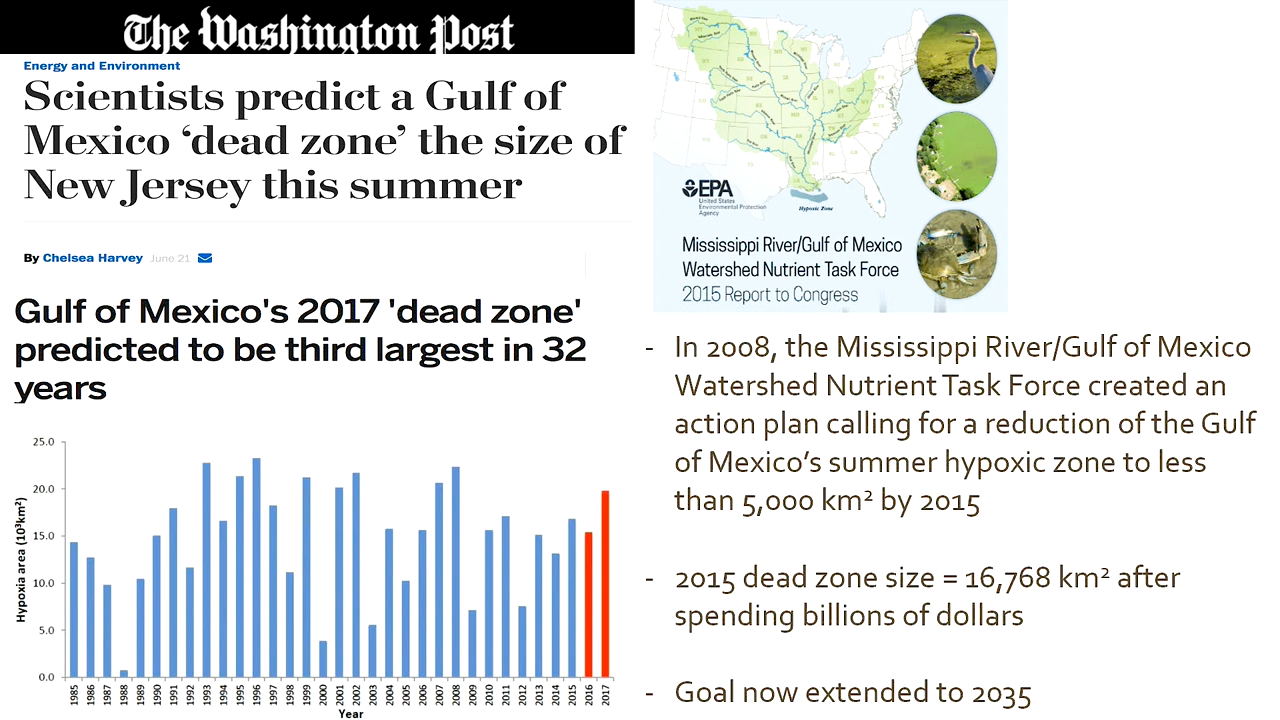 The Washington Post
Energy and Environment
Scientists predict a Gulf of
Mexico ‘dead zone’ the size of
New Jersey this summer
By Chelsea Harvey June 21
Gulf of Mexico's 2017 'dead zone'
predicted to be third largest in 32
years
25.0
20.0
15.0
10.0
5.0
0.0
Hypoxia area (10³km²)
1985 1986 1987 1988 1989 1990 1991 1992 1993 1994 1995 1996 1997 1998 1999 2000 2001 2002 2003 2004 2005 2006 2007 2008 2009 2010 2011 2012 2013 2014 2015 2016 2017
Year
EPA
United States
Environmental Protection
Agency
Hypoxic Zone
Mississippi River/Gulf of Mexico
Watershed Nutrient Task Force
2015 Report to Congress
- In 2008, the Mississippi River/Gulf of Mexico
Watershed Nutrient Task Force created an
action plan calling for a reduction of the Gulf
of Mexico’s summer hypoxic zone to less
than 5,000 km² by 2015
- 2015 dead zone size = 16,768 km² after
spending billions of dollars
- Goal now extended to 2035